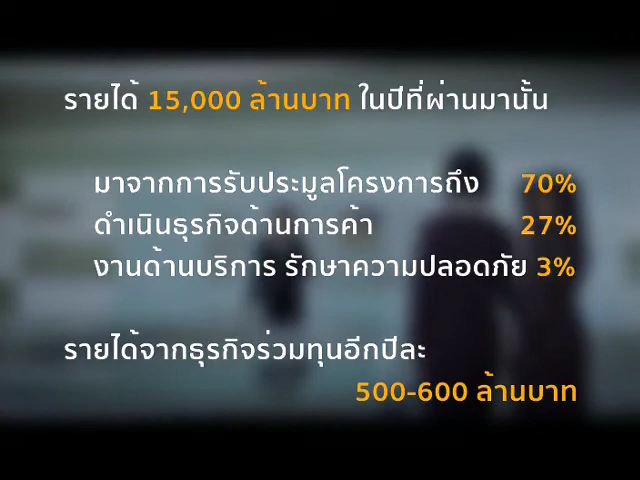 รายได้ 15,000 ล้านบาท ในปีที่ผ่านมานั้น
มาจากการรับประมูลโครงการถึง 70%
ดำเนินธุรกิจด้านการค้า 27%
งานด้านบริการ รักษาความปลอดภัย 3%
รายได้จากธุรกิจร่วมทุนอีกปีละ
500-600 ล้านบาท